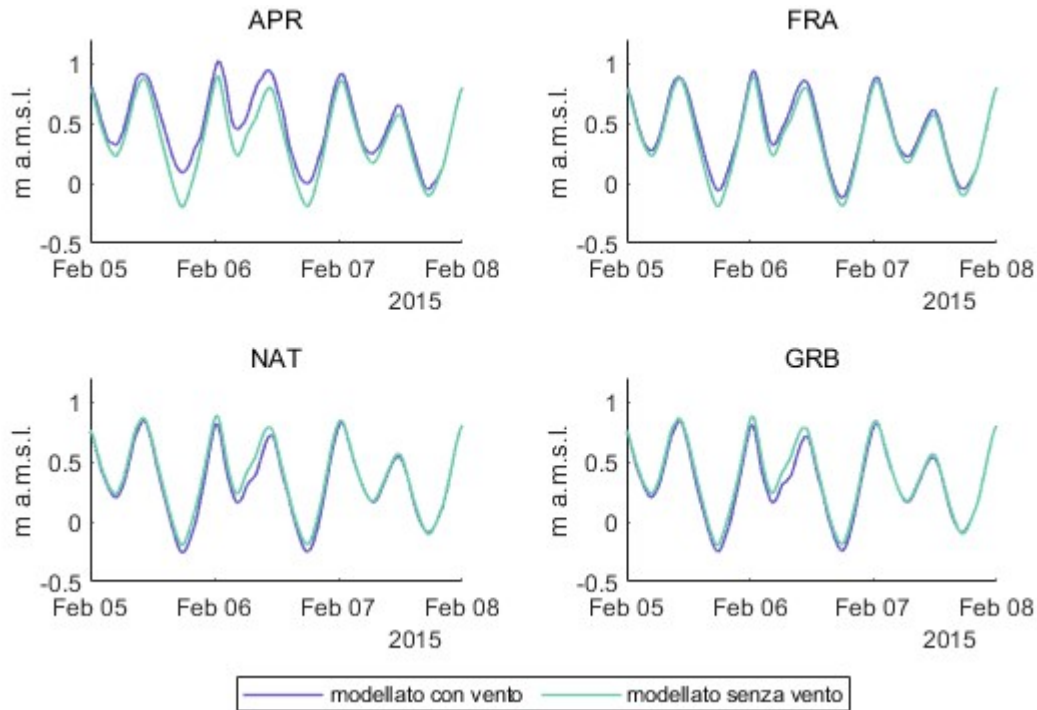 APR
FRA
m a.m.s.l.
1
0.5
0
-0.5
Feb 05 Feb 06 Feb 07 Feb 08
2015
m a.m.s.l.
1
0.5
0
-0.5
Feb 05 Feb 06 Feb 07 Feb 08
2015
NAT
GRB
m a.m.s.l.
1
0.5
0
-0.5
Feb 05 Feb 06 Feb 07 Feb 08
2015
m a.m.s.l.
1
0.5
0
-0.5
Feb 05 Feb 06 Feb 07 Feb 08
2015
modellato con vento modellato senza vento